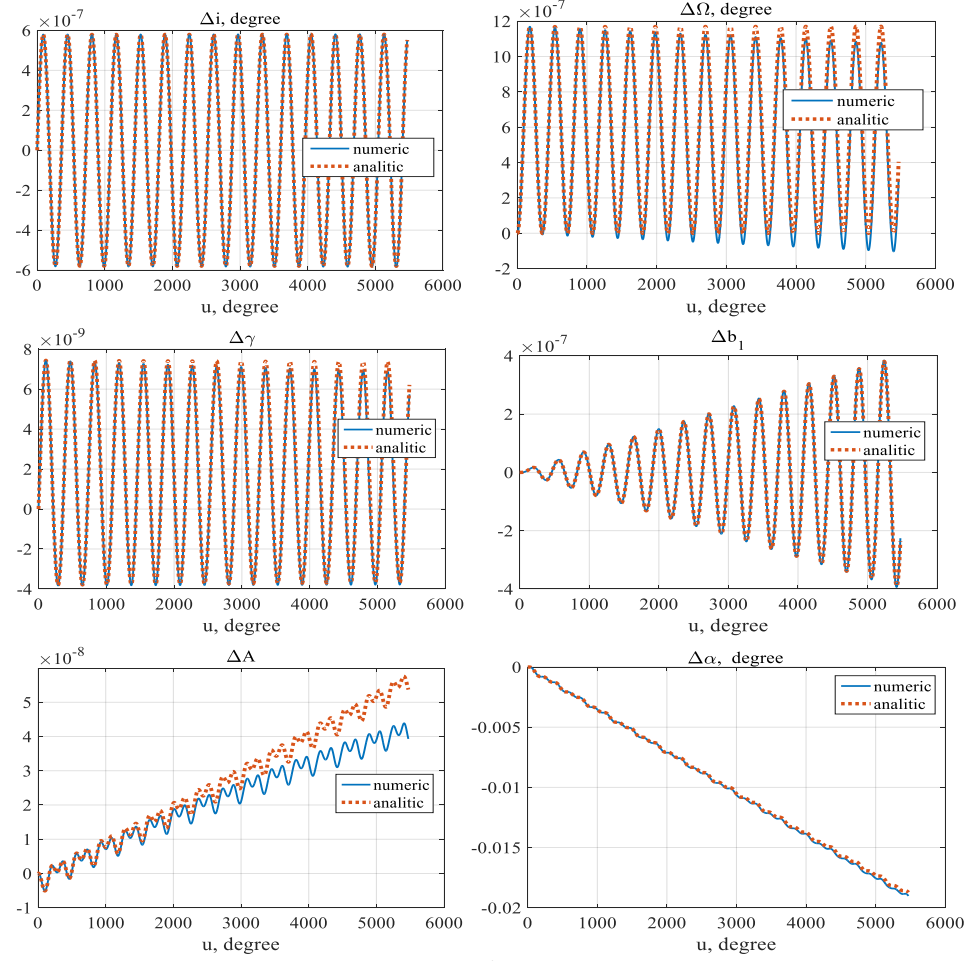 Δi, degree
×10⁻⁷
6
4
2
0
-2
-4
-6
0 1000 2000 3000 4000 5000 6000
u, degree
numeric
analitic
ΔΩ, degree
×10⁻⁷
12
10
8
6
4
2
0
-2
0 1000 2000 3000 4000 5000 6000
u, degree
numeric
analitic
Δγ
×10⁻⁹
8
6
4
2
0
-2
-4
0 1000 2000 3000 4000 5000 6000
u, degree
numeric
analitic
Δb₁
×10⁻⁷
4
2
0
-2
-4
0 1000 2000 3000 4000 5000 6000
u, degree
numeric
analitic
ΔA
×10⁻⁸
5
4
3
2
1
0
-1
0 1000 2000 3000 4000 5000 6000
u, degree
numeric
analitic
Δα, degree
0
-0.005
-0.01
-0.015
-0.02
0 1000 2000 3000 4000 5000 6000
u, degree
numeric
analitic